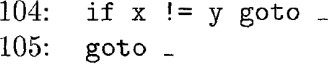 104: if x != y goto _
105: goto _